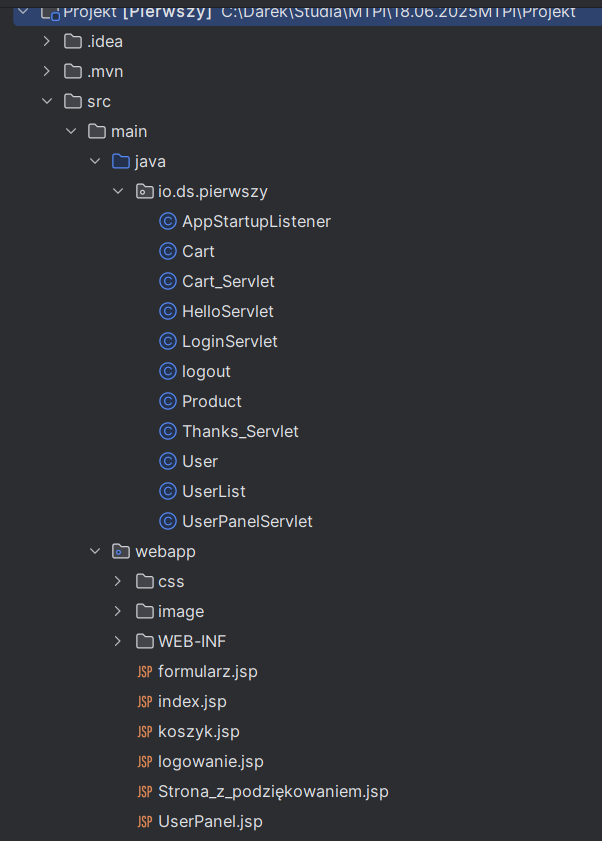 Projekt [Pierwszy] C:\Darek\Studia\MTPI\18.06.2025MTPI\Projekt
.idea
.mvn
src
main
java
io.ds.pierwszy
AppStartupListener
Cart
Cart_Servlet
HelloServlet
LoginServlet
logout
Product
Thanks_Servlet
User
UserList
UserPanelServlet
webapp
css
image
WEB-INF
JSP formularz.jsp
JSP index.jsp
JSP koszyk.jsp
JSP logowanie.jsp
JSP Strona_z_podziękowaniem.jsp
JSP UserPanel.jsp